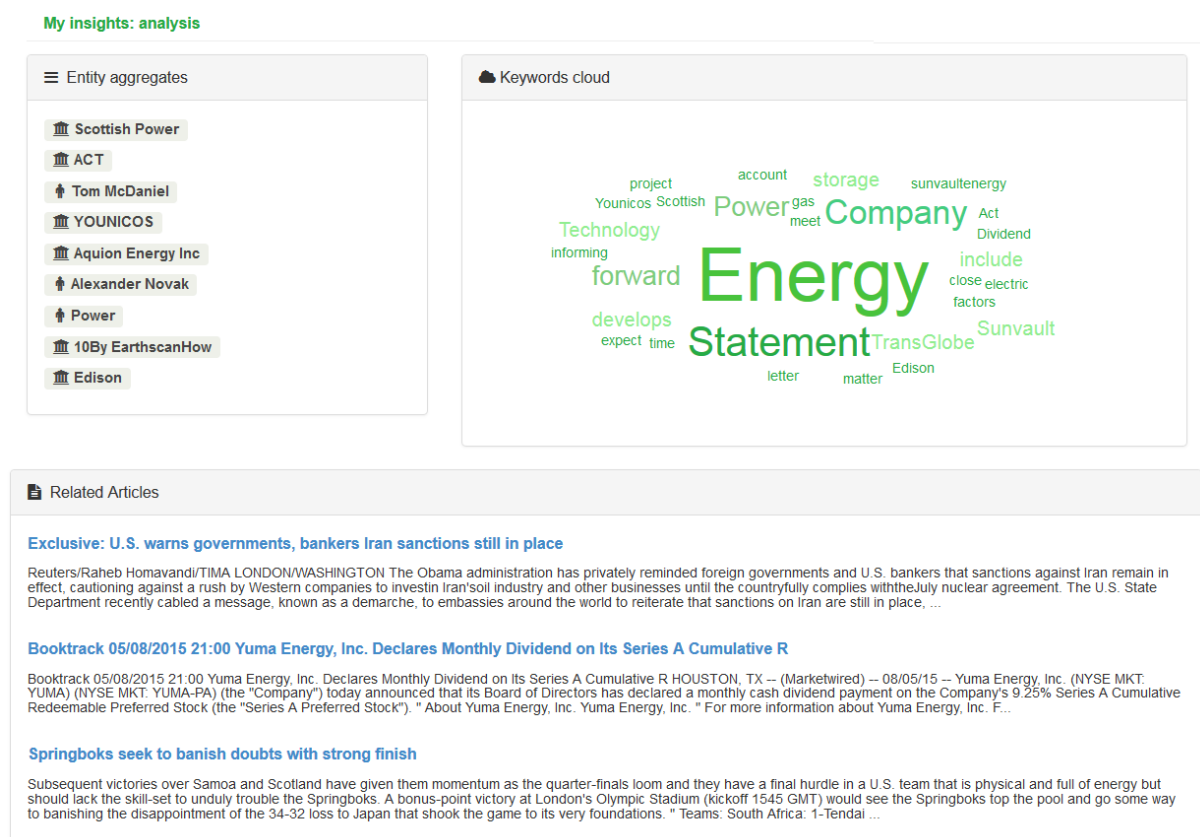 My insights: analysis
Entity aggregates
Scottish Power
ACT
Tom McDaniel
YOUNICOS
Aquion Energy Inc
Alexander Novak
Power
10By EarthscanHow
Edison
Keywords cloud
account
project
storage
sunvaultenergy
Younicos Scottish Power gas Company Act
meet
Technology
Dividend
informing
include
forward Energy close electric
factors
develops
Sunvault
expect time Statement TransGlobe
Edison
letter
matter
Related Articles
Exclusive: U.S. warns governments, bankers Iran sanctions still in place
Reuters/Raheb Homavandi/TIMA LONDON/WASHINGTON The Obama administration has privately reminded foreign governments and U.S. bankers that sanctions against Iran remain in
effect, cautioning against a rush by Western companies to investin Iran'soil industry and other businesses until the countryfully complies withtheJuly nuclear agreement. The U.S. State
Department recently cabled a message, known as a demarche, to embassies around the world to reiterate that sanctions on Iran are still in place, ...
Booktrack 05/08/2015 21:00 Yuma Energy, Inc. Declares Monthly Dividend on Its Series A Cumulative R
Booktrack 05/08/2015 21:00 Yuma Energy, Inc. Declares Monthly Dividend on Its Series A Cumulative R HOUSTON, TX -- (Marketwired) -- 08/05/15 -- Yuma Energy, Inc. (NYSE MKT:
YUMA) (NYSE MKT: YUMA-PA) (the "Company") today announced that its Board of Directors has declared a monthly cash dividend payment on the Company's 9.25% Series A Cumulative
Redeemable Preferred Stock (the "Series A Preferred Stock"). " About Yuma Energy, Inc. Yuma Energy, Inc. " For more information about Yuma Energy, Inc. F...
Springboks seek to banish doubts with strong finish
Subsequent victories over Samoa and Scotland have given them momentum as the quarter-finals loom and they have a final hurdle in a U.S. team that is physical and full of energy but
should lack the skill-set to unduly trouble the Springboks. A bonus-point victory at London's Olympic Stadium (kickoff 1545 GMT) would see the Springboks top the pool and go some way
to banishing the disappointment of the 34-32 loss to Japan that shook the game to its very foundations. " Teams: South Africa: 1-Tendai ...